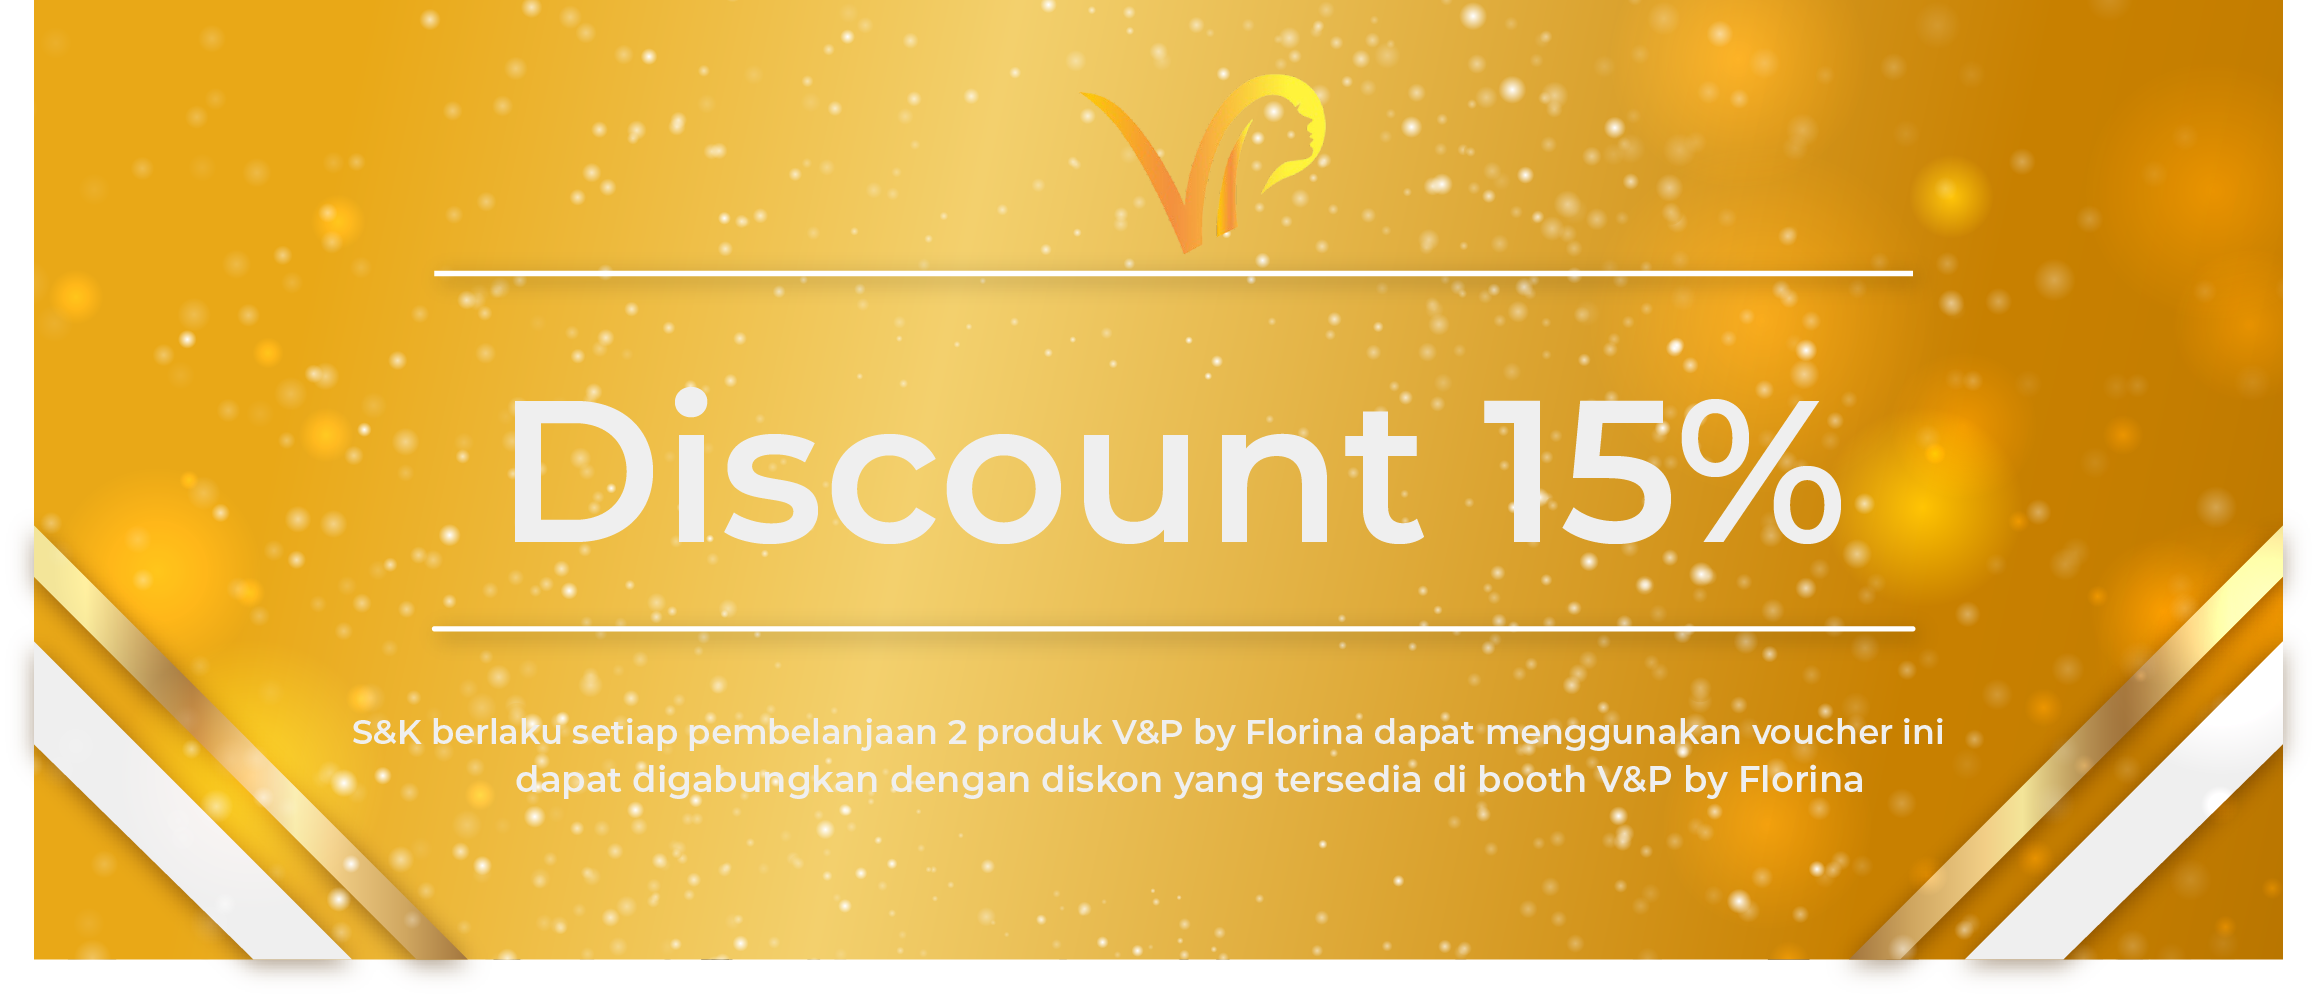 VP
Discount 15%
S&K berlaku setiap pembelanjaan 2 produk V&P by Florina dapat menggunakan voucher ini
dapat digabungkan dengan diskon yang tersedia di booth V&P by Florina